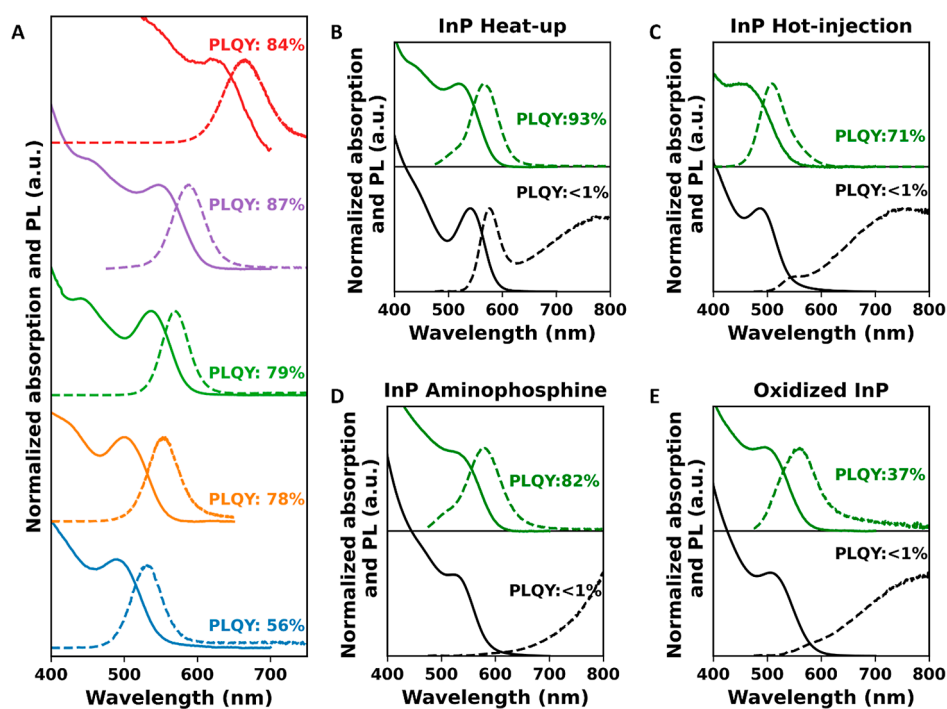 A
Normalized absorption and PL (a.u.)
PLQY: 84%
PLQY: 87%
PLQY: 79%
PLQY: 78%
PLQY: 56%
400 500 600 700
Wavelength (nm)
B
InP Heat-up
Normalized absorption
and PL (a.u.)
PLQY:93%
PLQY:<1%
400 500 600 700 800
Wavelength (nm)
C
InP Hot-injection
Normalized absorption
and PL (a.u.)
PLQY:71%
PLQY:<1%
400 500 600 700 800
Wavelength (nm)
D
InP Aminophosphine
Normalized absorption
and PL (a.u.)
PLQY:82%
PLQY:<1%
400 500 600 700 800
Wavelength (nm)
E
Oxidized InP
Normalized absorption
and PL (a.u.)
PLQY:37%
PLQY:<1%
400 500 600 700 800
Wavelength (nm)